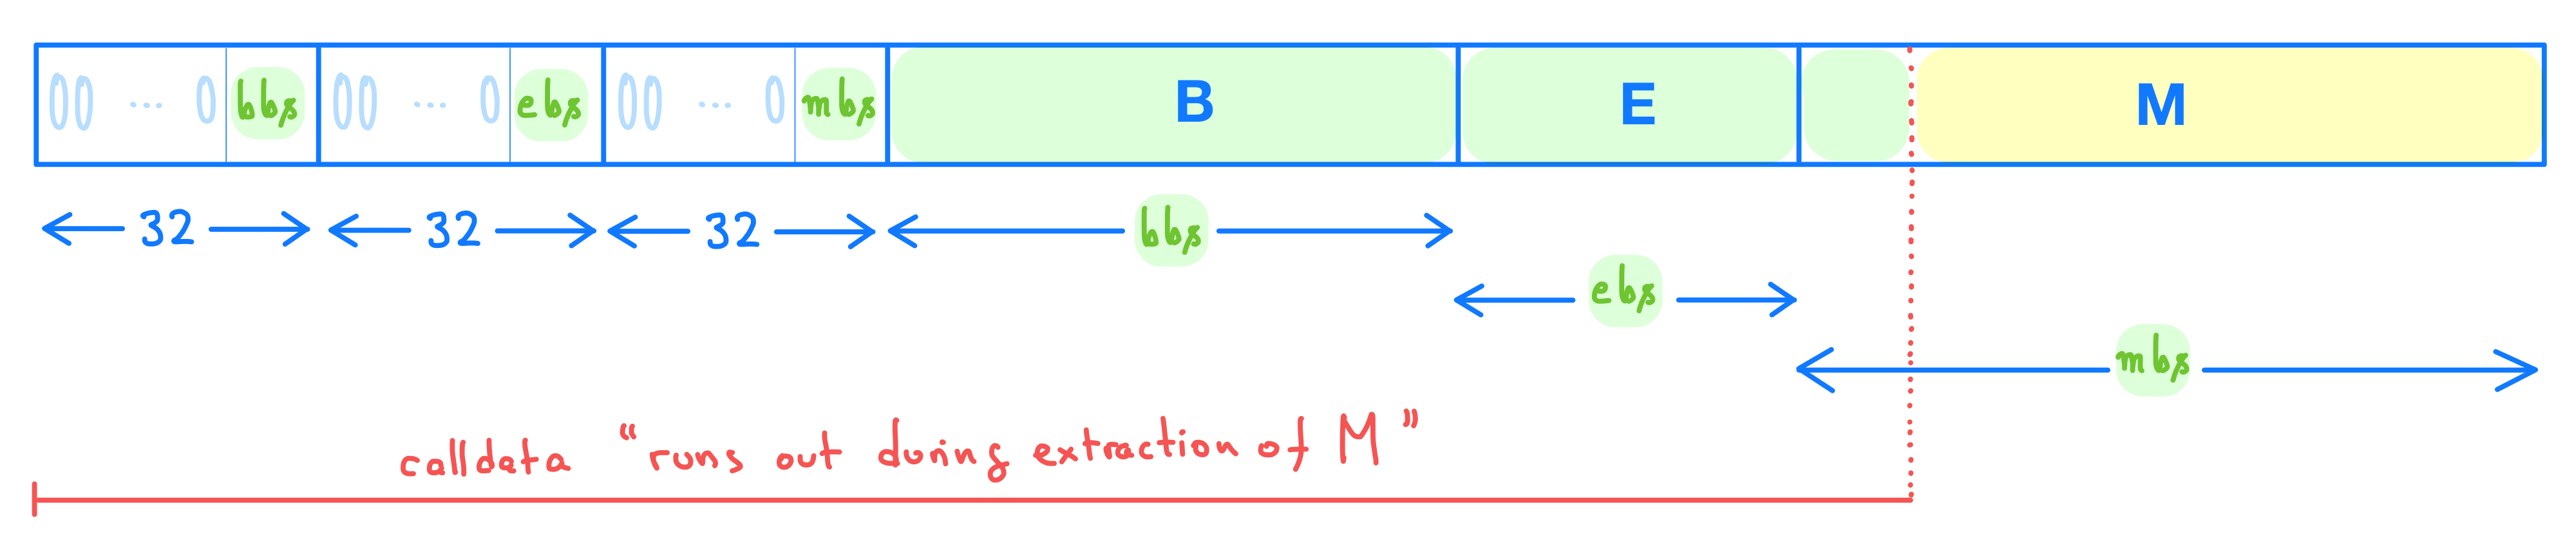 00 ... 0 bbs 00 ... 0 ebs 00 ... 0 mbs B E M
32 32 32 bbs
ebs
mbs
calldata "runs out doing extraction of M"